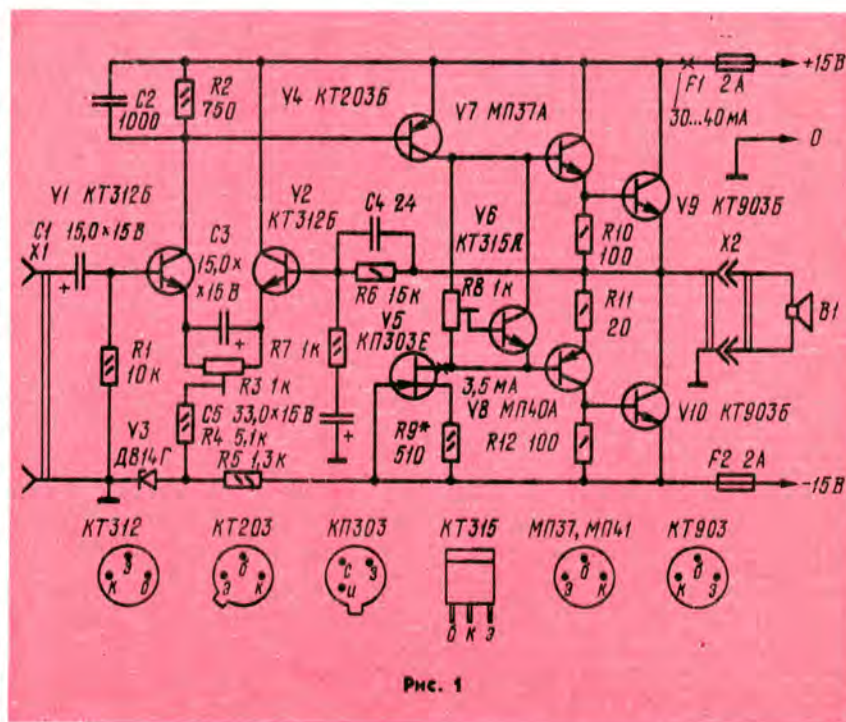 +15В
F1 2А
30...40 мА
0
C2
1000
R2
750
V4 КТ203Б
V7 МП37А
V1 КТ312Б
V2
КТ312Б
C4 24
V6
КТ315А
V9 КТ903Б
C1
X1
15,0×15В
+
C3
15,0×
×15В
+
R6 15к
R8 1к
R10
100
X2
R11
20
В1
V5
КП303Е
R7 1к
R1
10к
R3 1к
3,5 мА
V8 МП40А
V10 КТ903Б
C5 33,0×15В
+
R4 5,1к
R9*
510
R12 100
V3
Д814Г
R5 1,3к
F2 2А
-15В
КТ312
КТ203
КП303
КТ315
МП37, МП41
КТ903
э
к б
б
э к
с з
и
б к э
б
э к
б
к э
Рис. 1